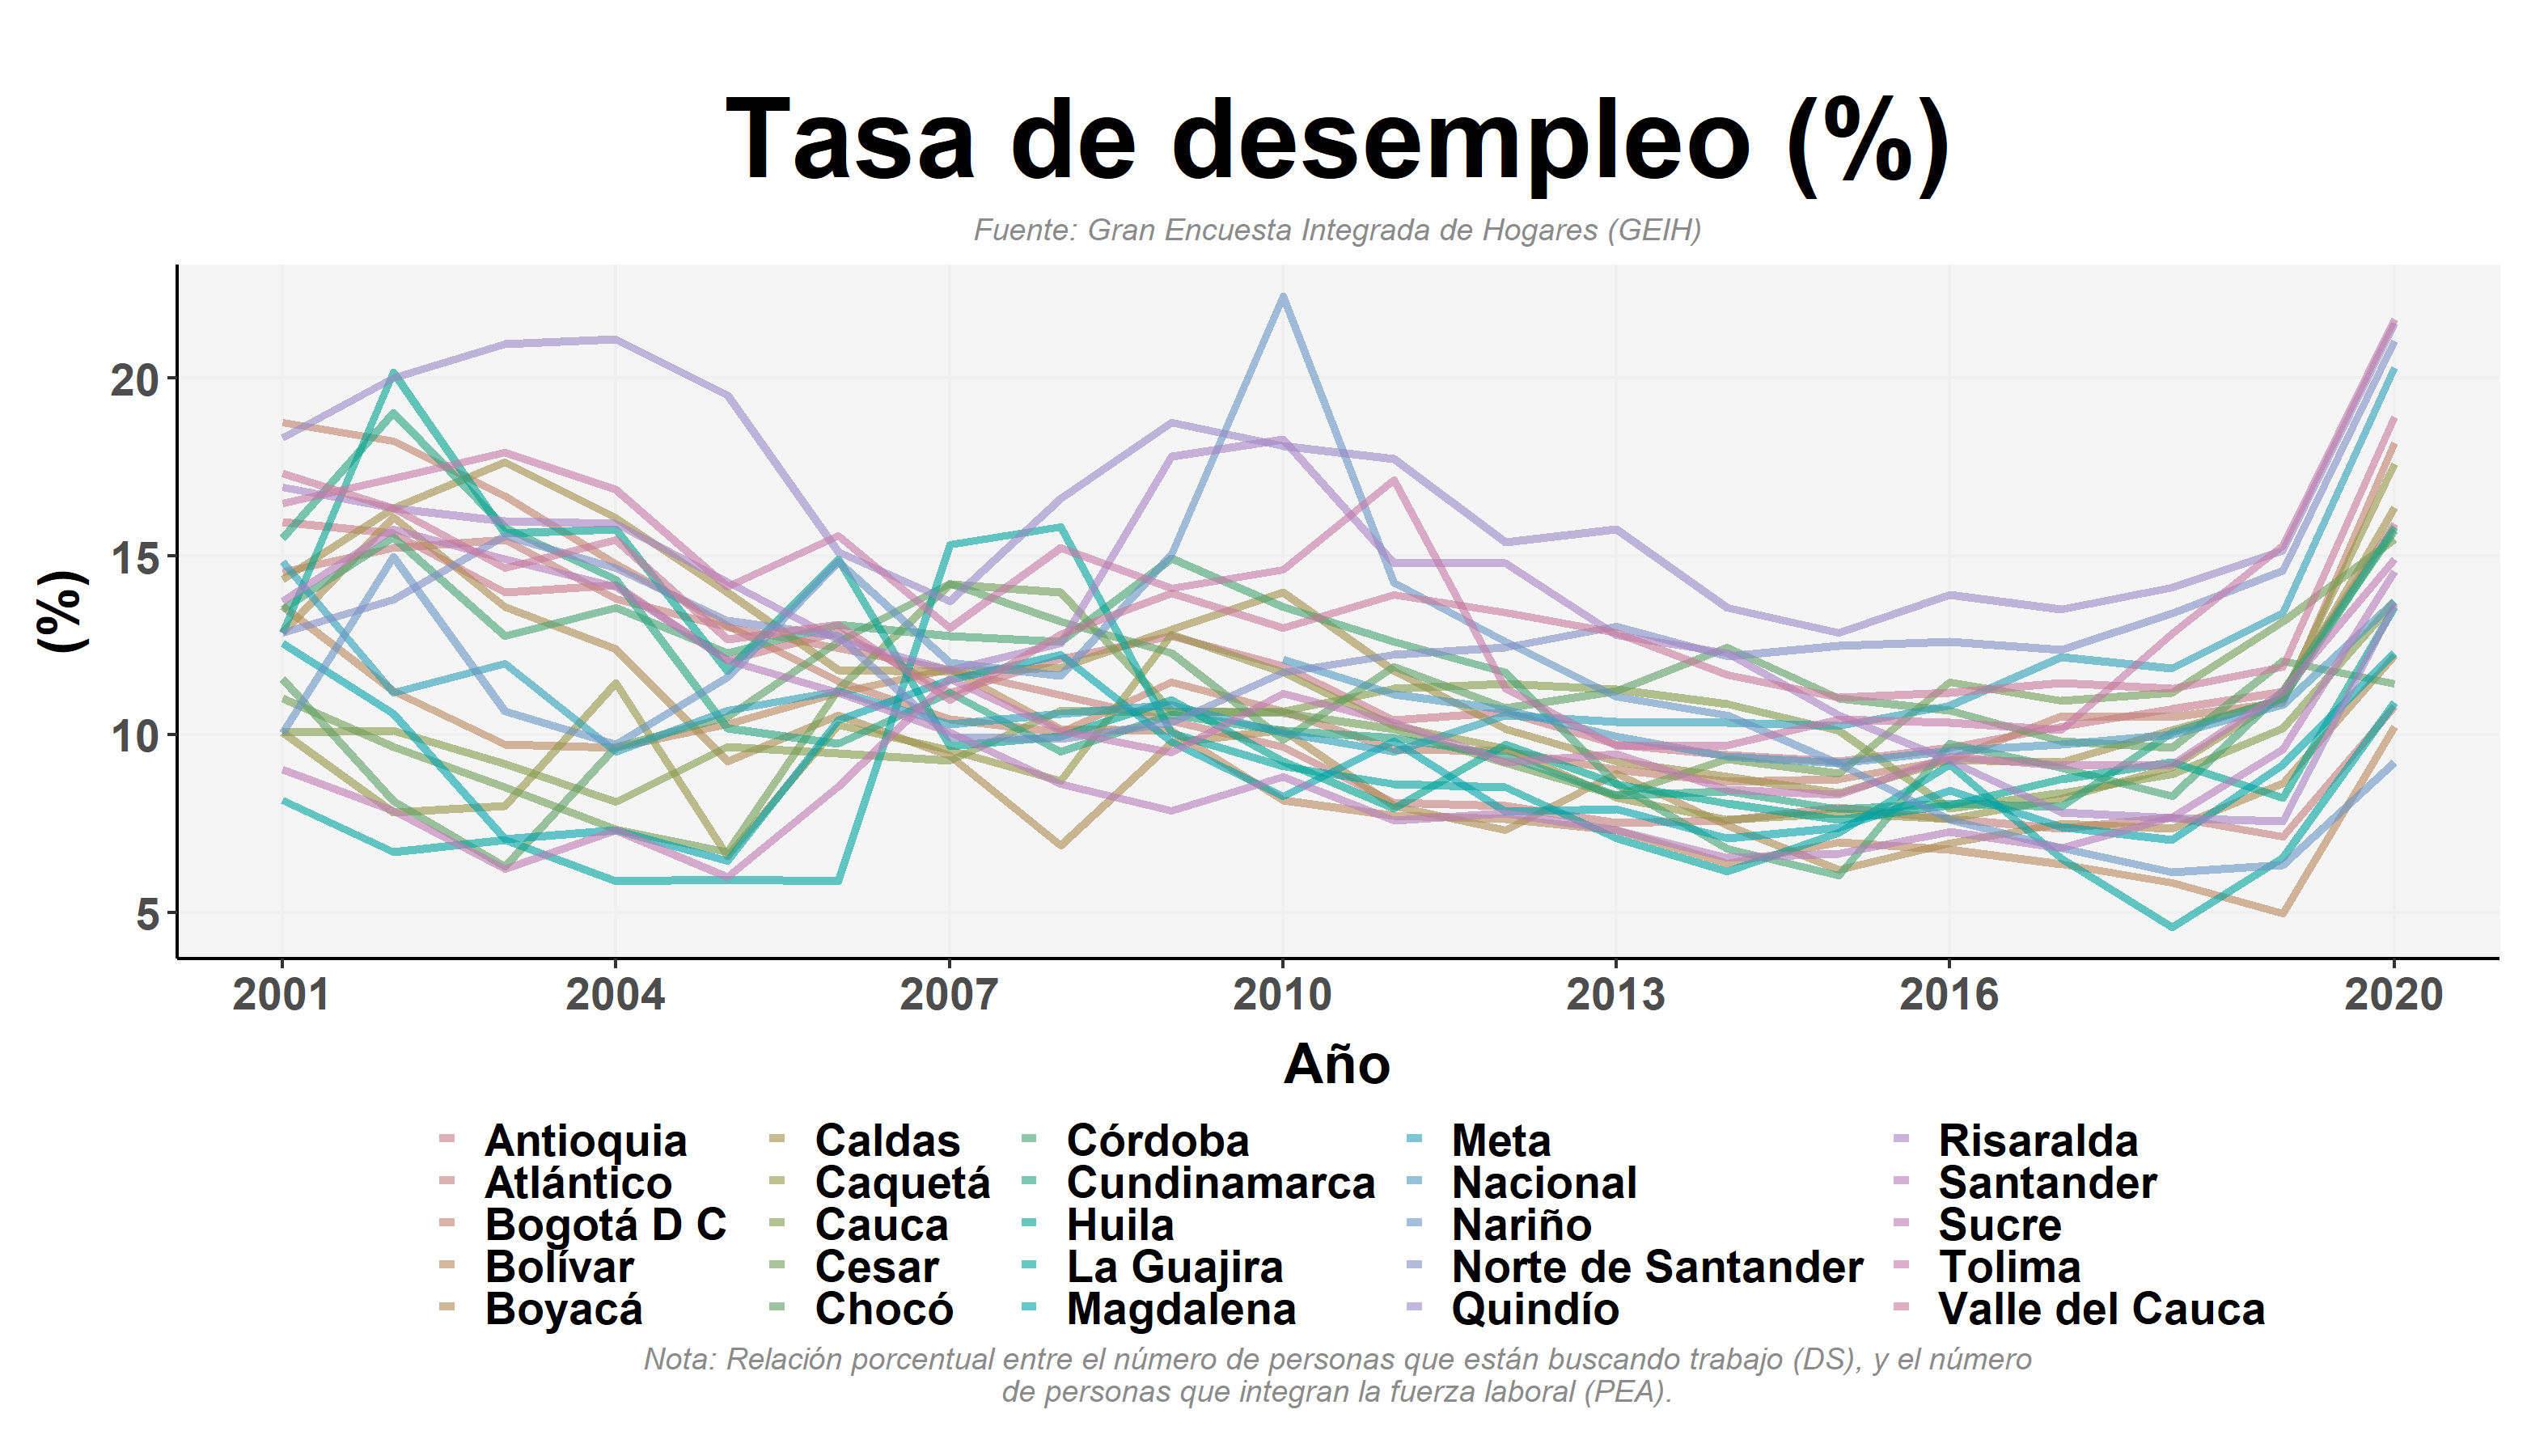 Tasa de desempleo (%)
Fuente: Gran Encuesta Integrada de Hogares (GEIH)
(%)
20
15
10
5
2001 2004 2007 2010 2013 2016 2020
Año
Antioquia Caldas Córdoba Meta Risaralda
Atlántico Caquetá Cundinamarca Nacional Santander
Bogotá D C Cauca Huila Nariño Sucre
Bolívar Cesar La Guajira Norte de Santander Tolima
Boyacá Chocó Magdalena Quindío Valle del Cauca
Nota: Relación porcentual entre el número de personas que están buscando trabajo (DS), y el número
de personas que integran la fuerza laboral (PEA).